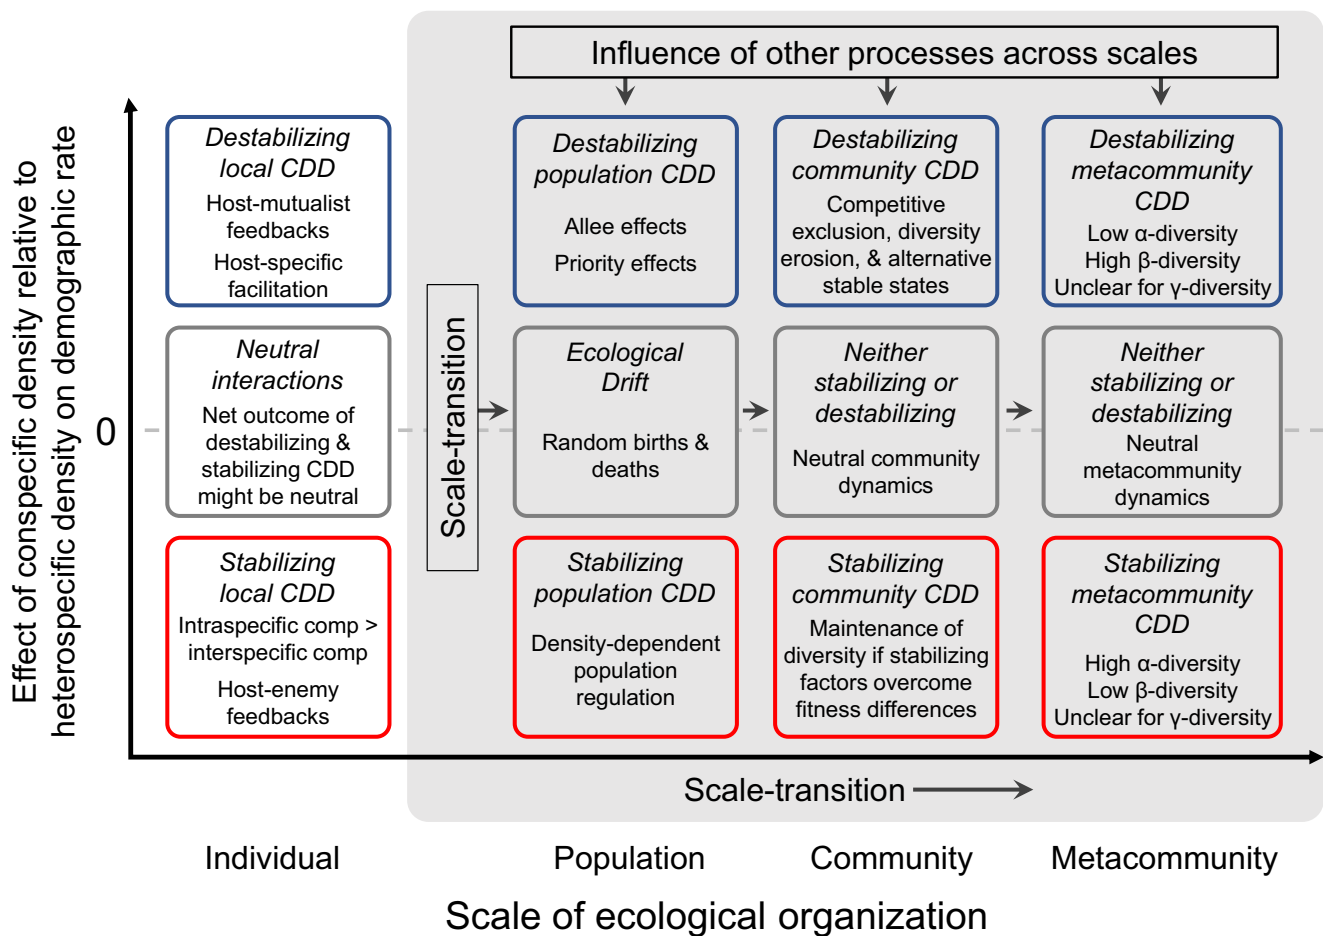 Influence of other processes across scales
Effect of conspecific density relative to
heterospecific density on demographic rate
0
Destabilizing
local CDD
Host-mutualist
feedbacks
Host-specific
facilitation
Neutral
interactions
Net outcome of
destabilizing &
stabilizing CDD
might be neutral
Stabilizing
local CDD
Intraspecific comp >
interspecific comp
Host-enemy
feedbacks
Scale-transition
Destabilizing
population CDD
Allee effects
Priority effects
Ecological
Drift
Random births &
deaths
Stabilizing
population CDD
Density-dependent
population
regulation
Destabilizing
community CDD
Competitive
exclusion, diversity
erosion, & alternative
stable states
Neither
stabilizing or
destabilizing
Neutral community
dynamics
Stabilizing
community CDD
Maintenance of
diversity if stabilizing
factors overcome
fitness differences
Destabilizing
metacommunity
CDD
Low α-diversity
High β-diversity
Unclear for γ-diversity
Neither
stabilizing or
destabilizing
Neutral
metacommunity
dynamics
Stabilizing
metacommunity
CDD
High α-diversity
Low β-diversity
Unclear for γ-diversity
Scale-transition
Individual
Population
Community
Metacommunity
Scale of ecological organization